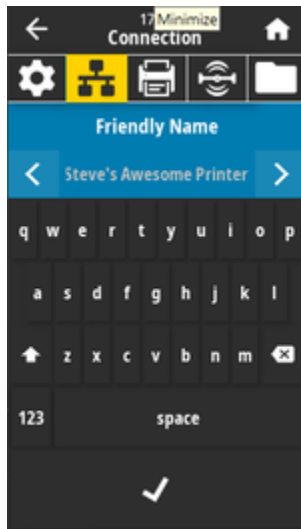 17 Minimize
Connection
Friendly Name
Steve's Awesome Printer
q w e r t y u i o p
a s d f g h j k l
z x c v b n m
123 space